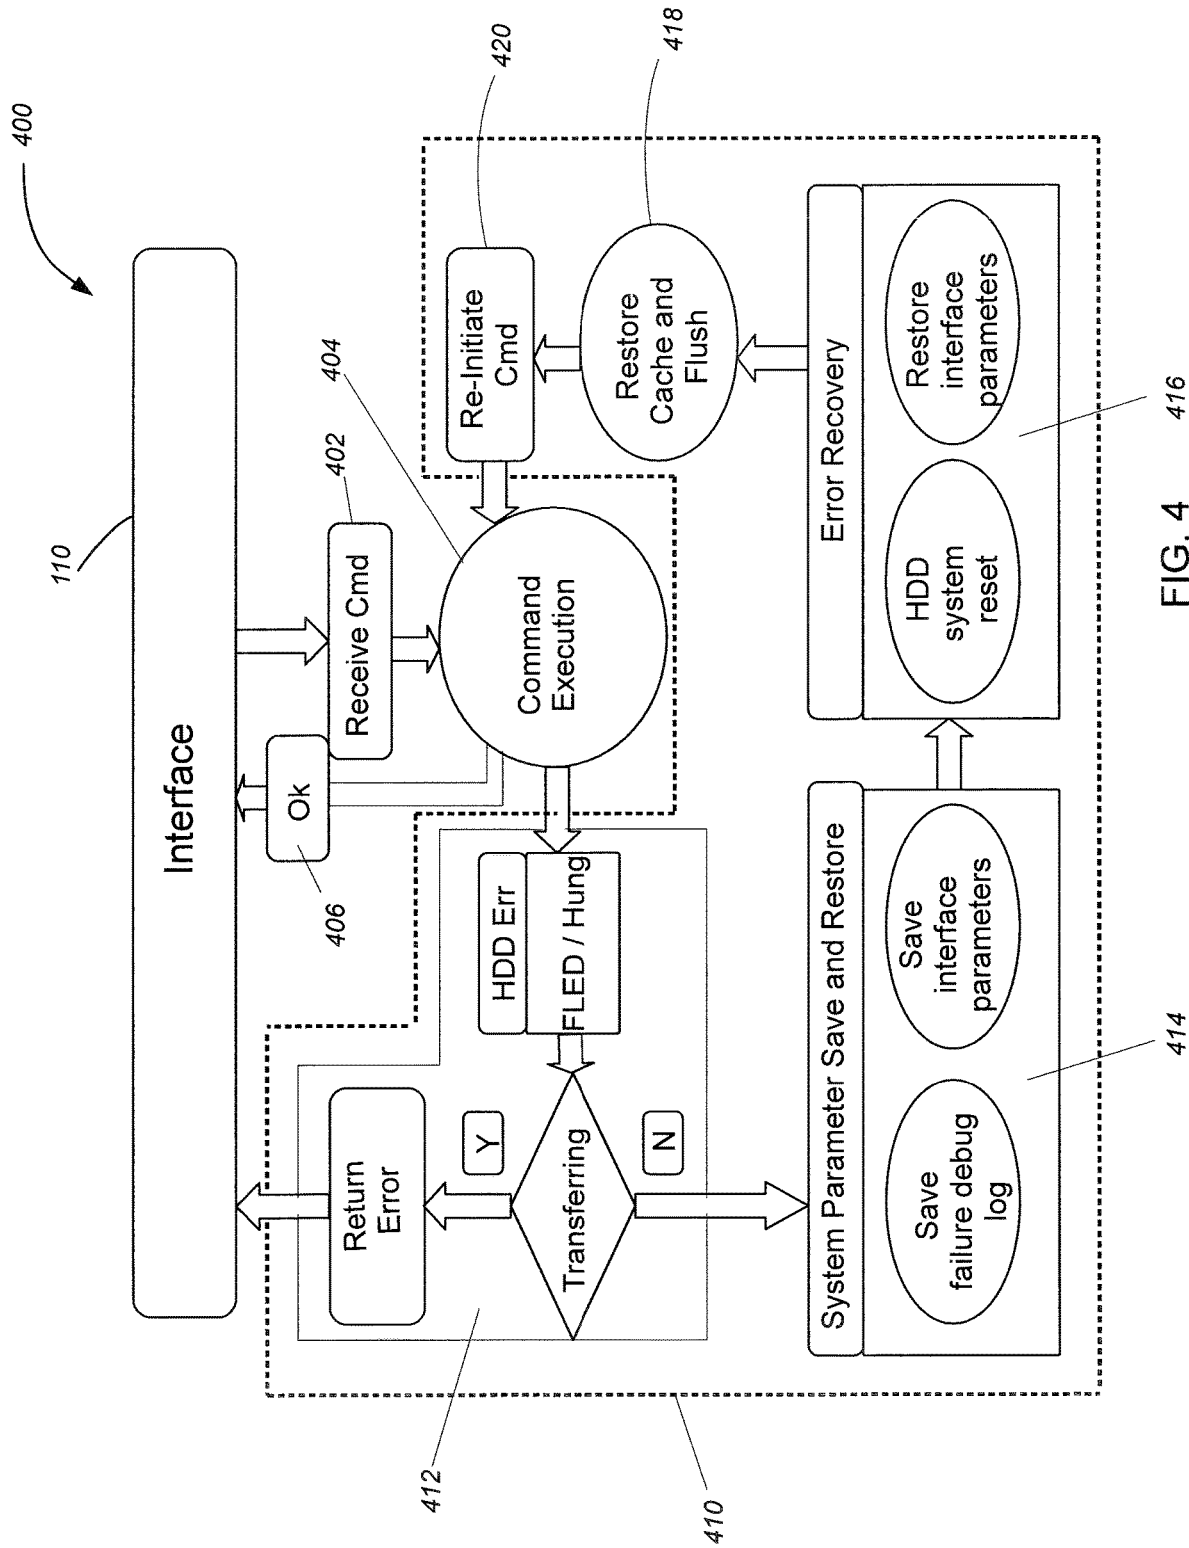 400
110
Interface
406
Ok
402
Receive Cmd
404
Command
Execution
420
Re-Initiate
Cmd
418
Restore
Cache and
Flush
412
Return
Error
Y
HDD Err
FLED / Hung
Transferring
N
410
System Parameter Save and Restore
Save
failure debug
log
Save
interface
parameters
414
Error Recovery
HDD
system
reset
Restore
interface
parameters
416
FIG. 4